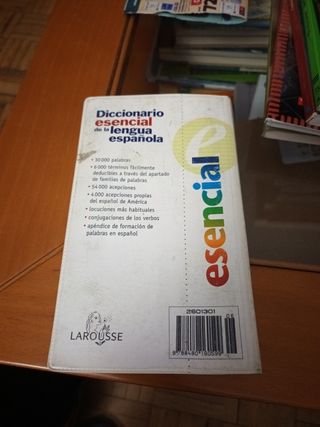 Diccionario
esencial
de la lengua
española
• 30 000 palabras
• 6 000 términos fácilmente
deducibles a través del apartado
de familias de palabras
• 54 000 acepciones
• 4 000 acepciones propias
del español de América
• locuciones más habituales
• conjugaciones de los verbos
• apéndice de formación de
palabras en español
e
esencial
LAROUSSE
2601301